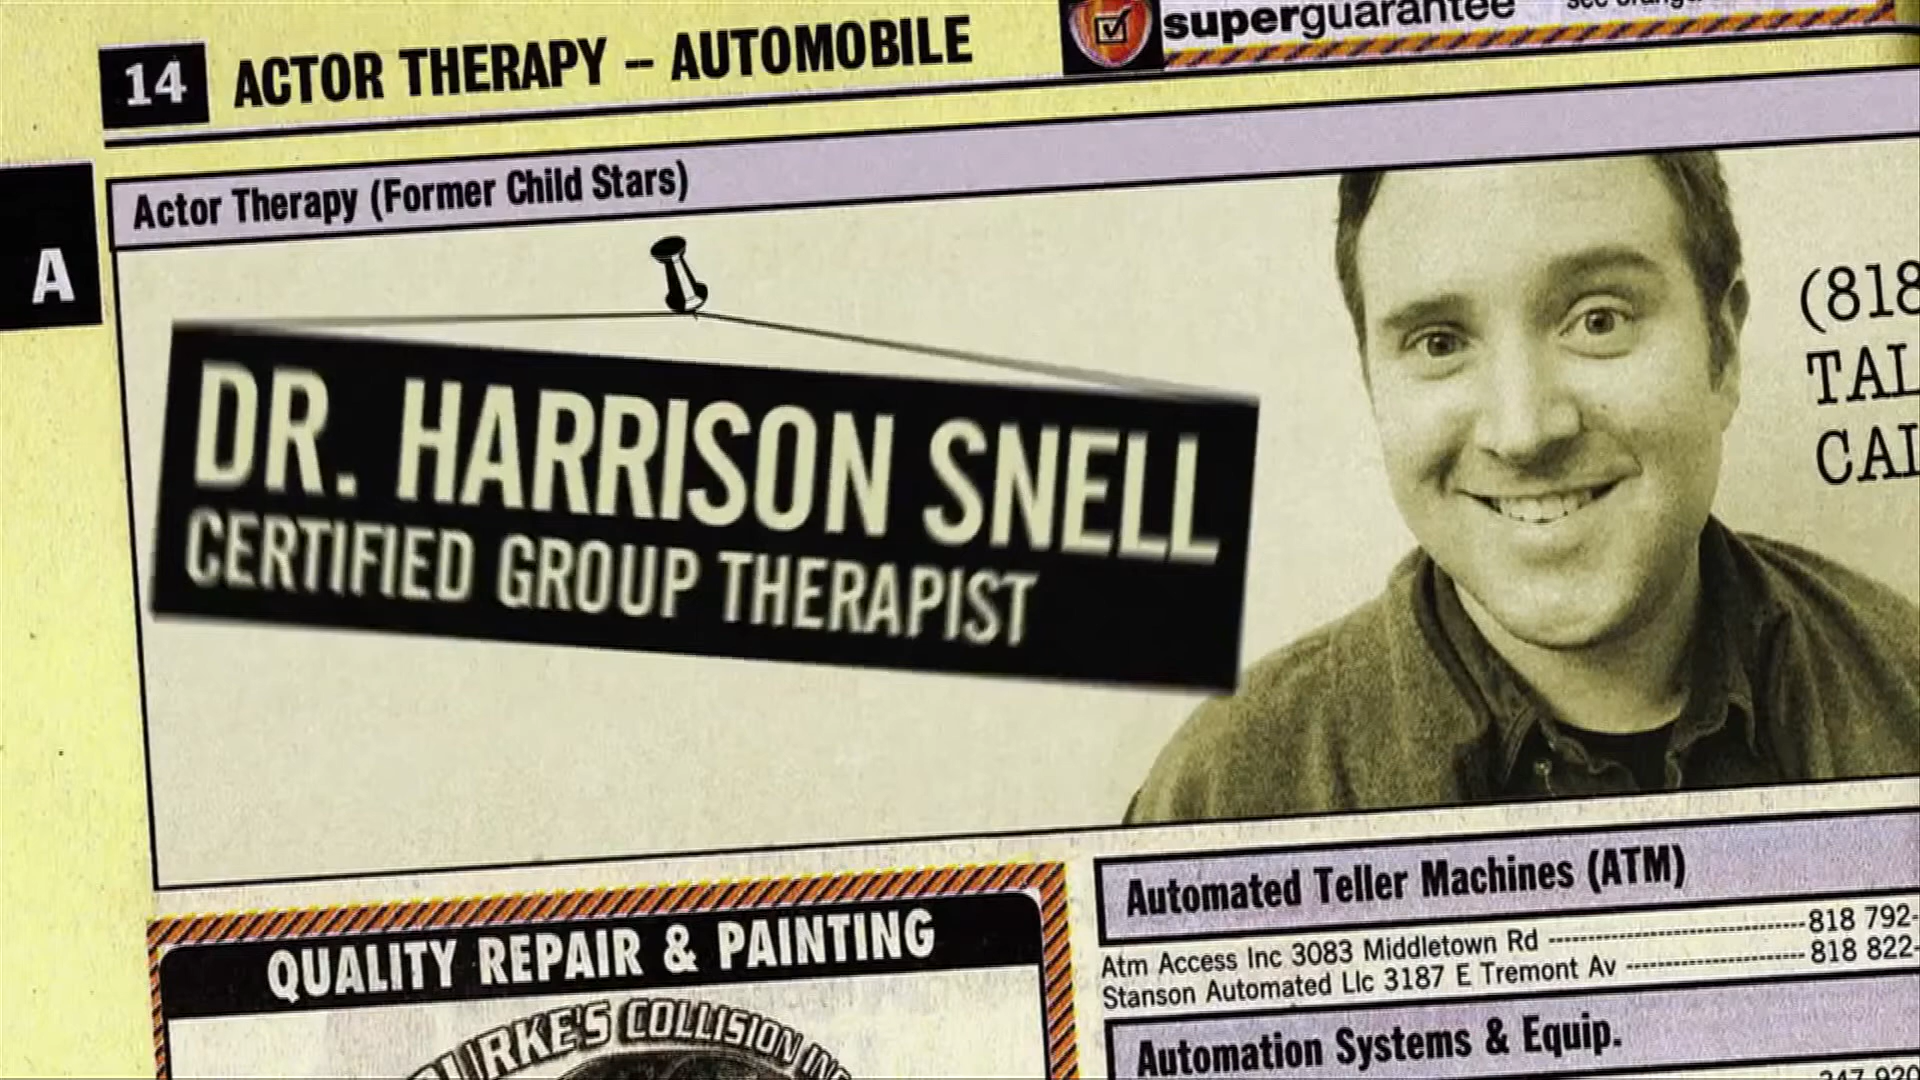 14 ACTOR THERAPY – AUTOMOBILE
superguarantee
A
Actor Therapy (Former Child Stars)
DR. HARRISON SNELL
CERTIFIED GROUP THERAPIST
(818
QUALITY REPAIR & PAINTING
COLLISION
Automated Teller Machines (ATM)
Atm Access Inc 3083 Middletown Rd 818 792-
Stanson Automated Llc 3187 E Tremont Av 818 822-
Automation Systems & Equip.